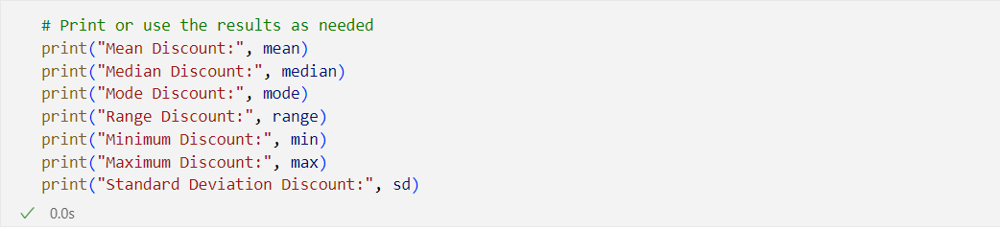 # Print or use the results as needed
print("Mean Discount:", mean)
print("Median Discount:", median)
print("Mode Discount:", mode)
print("Range Discount:", range)
print("Minimum Discount:", min)
print("Maximum Discount:", max)
print("Standard Deviation Discount:", sd)
0.0s